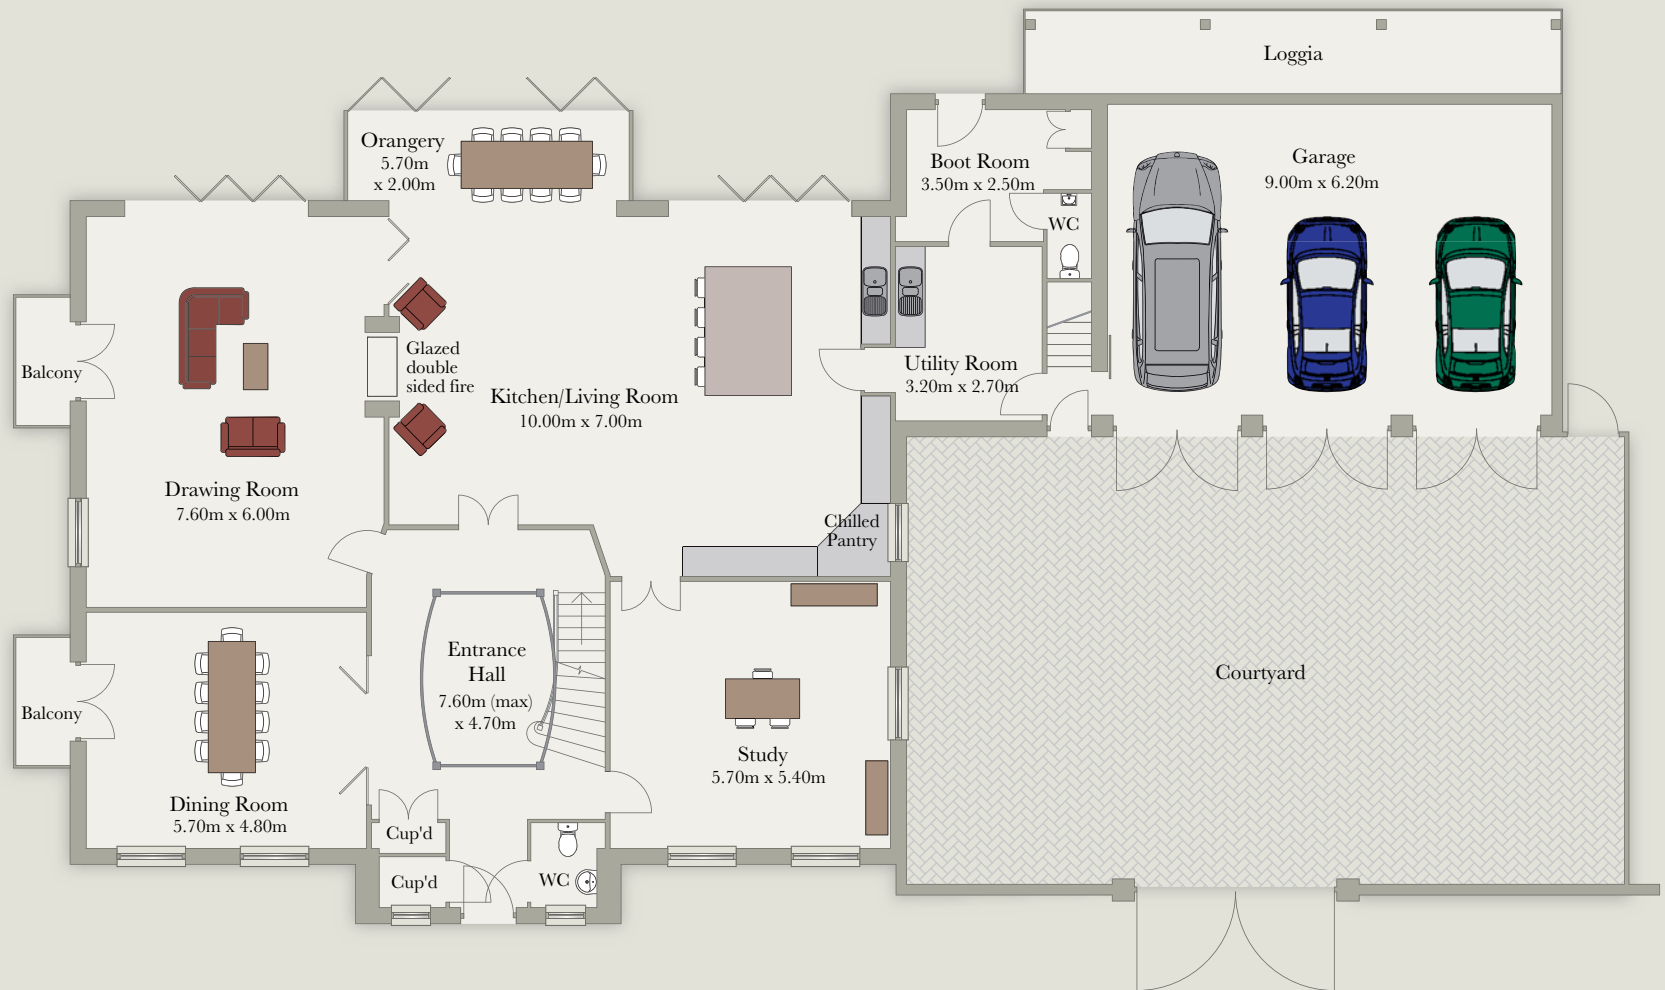 Loggia
Orangery
5.70m
x 2.00m
Boot Room
3.50m x 2.50m
Garage
9.00m x 6.20m
WC
Balcony
Glazed
double
sided fire
Kitchen/Living Room
10.00m x 7.00m
Utility Room
3.20m x 2.70m
Drawing Room
7.60m x 6.00m
Chilled
Pantry
Entrance
Hall
7.60m (max)
x 4.70m
Courtyard
Balcony
Study
5.70m x 5.40m
Dining Room
5.70m x 4.80m
Cup'd
Cup'd
WC